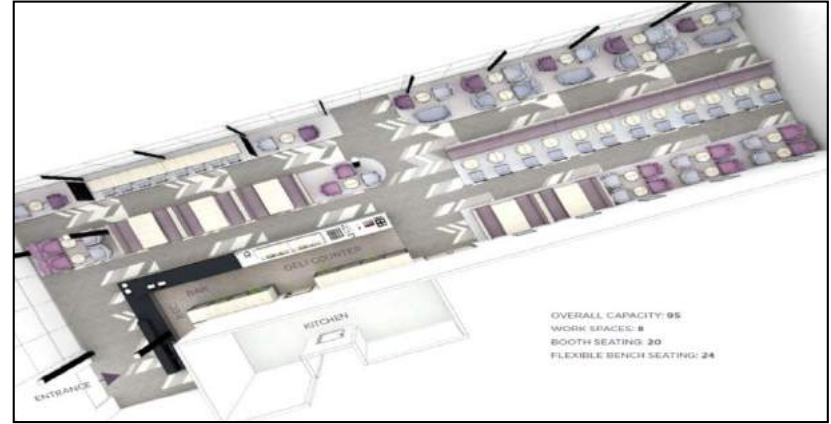 DELI COUNTER
BAR
KITCHEN
ENTRANCE
OVERALL CAPACITY: 95
WORK SPACES: 8
BOOTH SEATING: 20
FLEXIBLE BENCH SEATING: 24